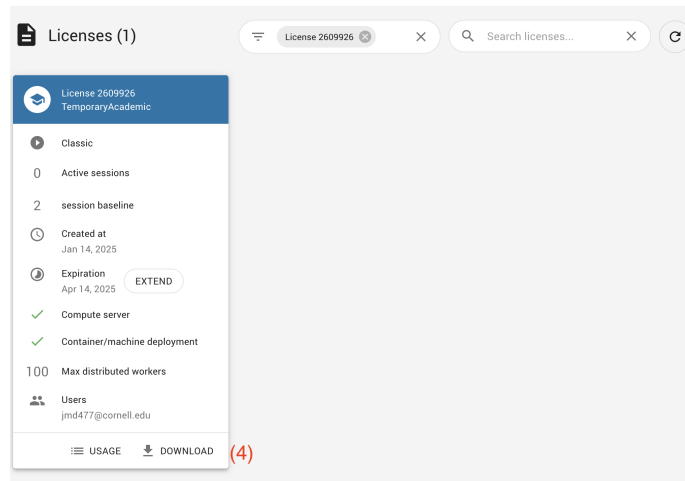 Licenses (1)
License 2609926
Search licenses...
License 2609926
TemporaryAcademic
Classic
0 Active sessions
2 session baseline
Created at
Jan 14, 2025
Expiration
Apr 14, 2025
EXTEND
Compute server
Container/machine deployment
100 Max distributed workers
Users
jmd477@cornell.edu
USAGE DOWNLOAD (4)